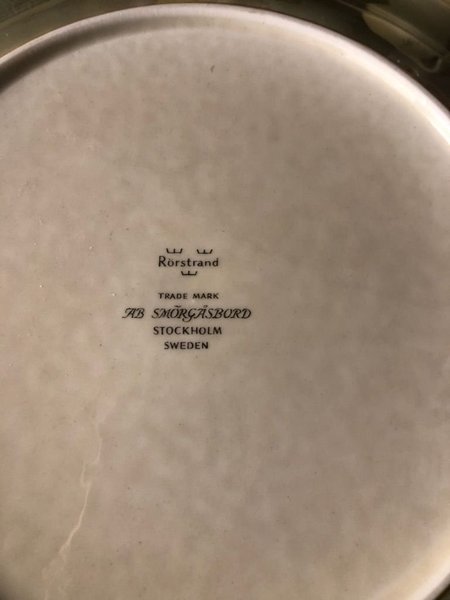 Rörstrand
TRADE MARK
AB SMÖRGÅSBORD
STOCKHOLM
SWEDEN